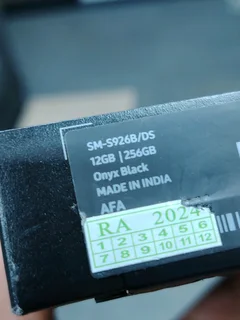 SM-S926B/DS
12GB | 256GB
Onyx Black
MADE IN INDIA
AFA
RA 2024
1 2 3 4 5 6
7 8 9 10 11 12